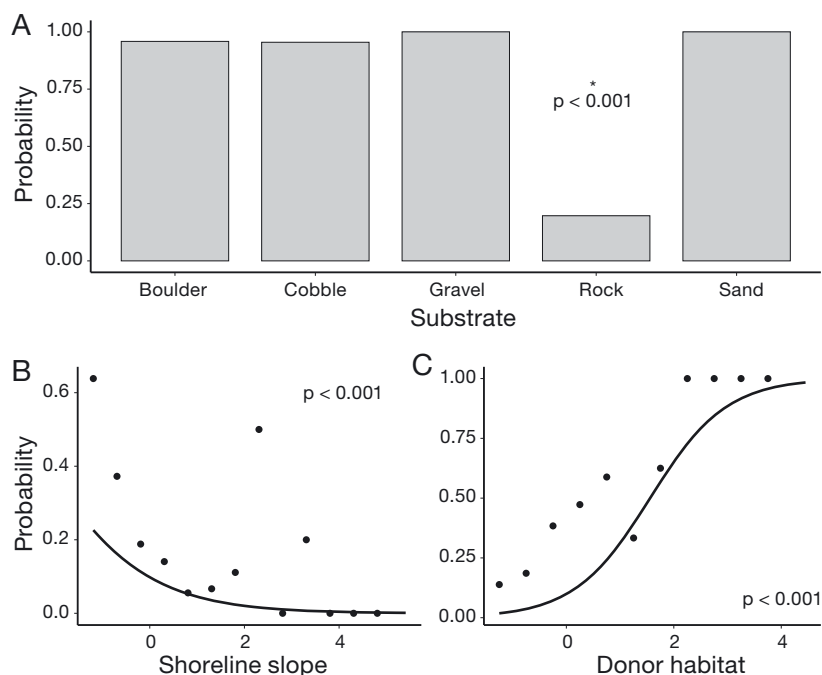 A
1.00
0.75
0.50
0.25
0.00
Probability
*
p < 0.001
Boulder Cobble Gravel Rock Sand
Substrate
B
0.6
0.4
0.2
0.0
Probability
p < 0.001
0 2 4
Shoreline slope
C
1.00
0.75
0.50
0.25
0.00
p < 0.001
0 2 4
Donor habitat